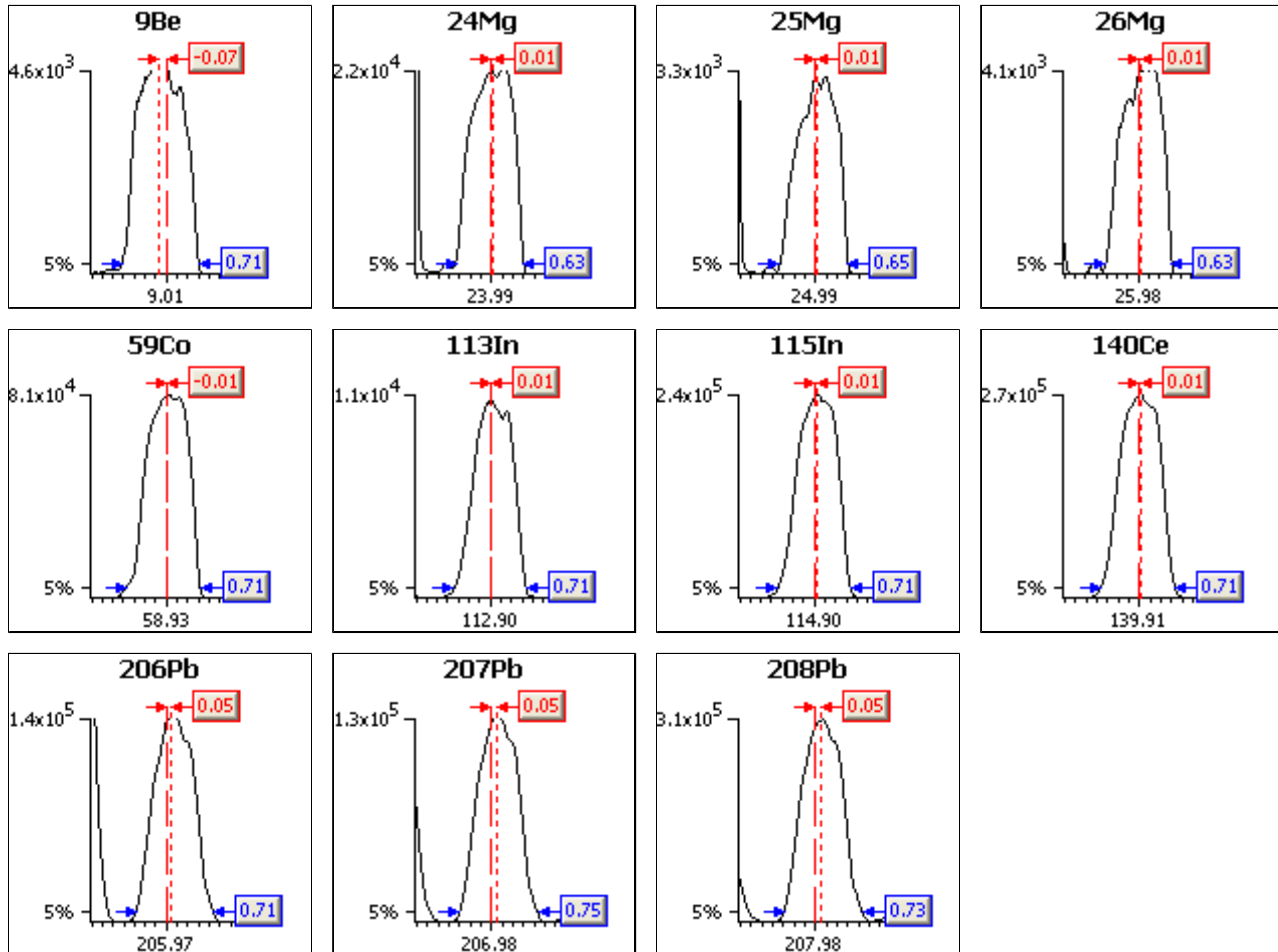 9Be
-0.07
4.6x10³
5%
0.71
9.01
24Mg
0.01
2.2x10⁴
5%
0.63
23.99
25Mg
0.01
3.3x10³
5%
0.65
24.99
26Mg
0.01
4.1x10³
5%
0.63
25.98
59Co
-0.01
8.1x10⁴
5%
0.71
58.93
113In
0.01
1.1x10⁴
5%
0.71
112.90
115In
0.01
2.4x10⁵
5%
0.71
114.90
140Ce
0.01
2.7x10⁵
5%
0.71
139.91
206Pb
0.05
1.4x10⁵
5%
0.71
205.97
207Pb
0.05
1.3x10⁵
5%
0.75
206.98
208Pb
0.05
3.1x10⁵
5%
0.73
207.98